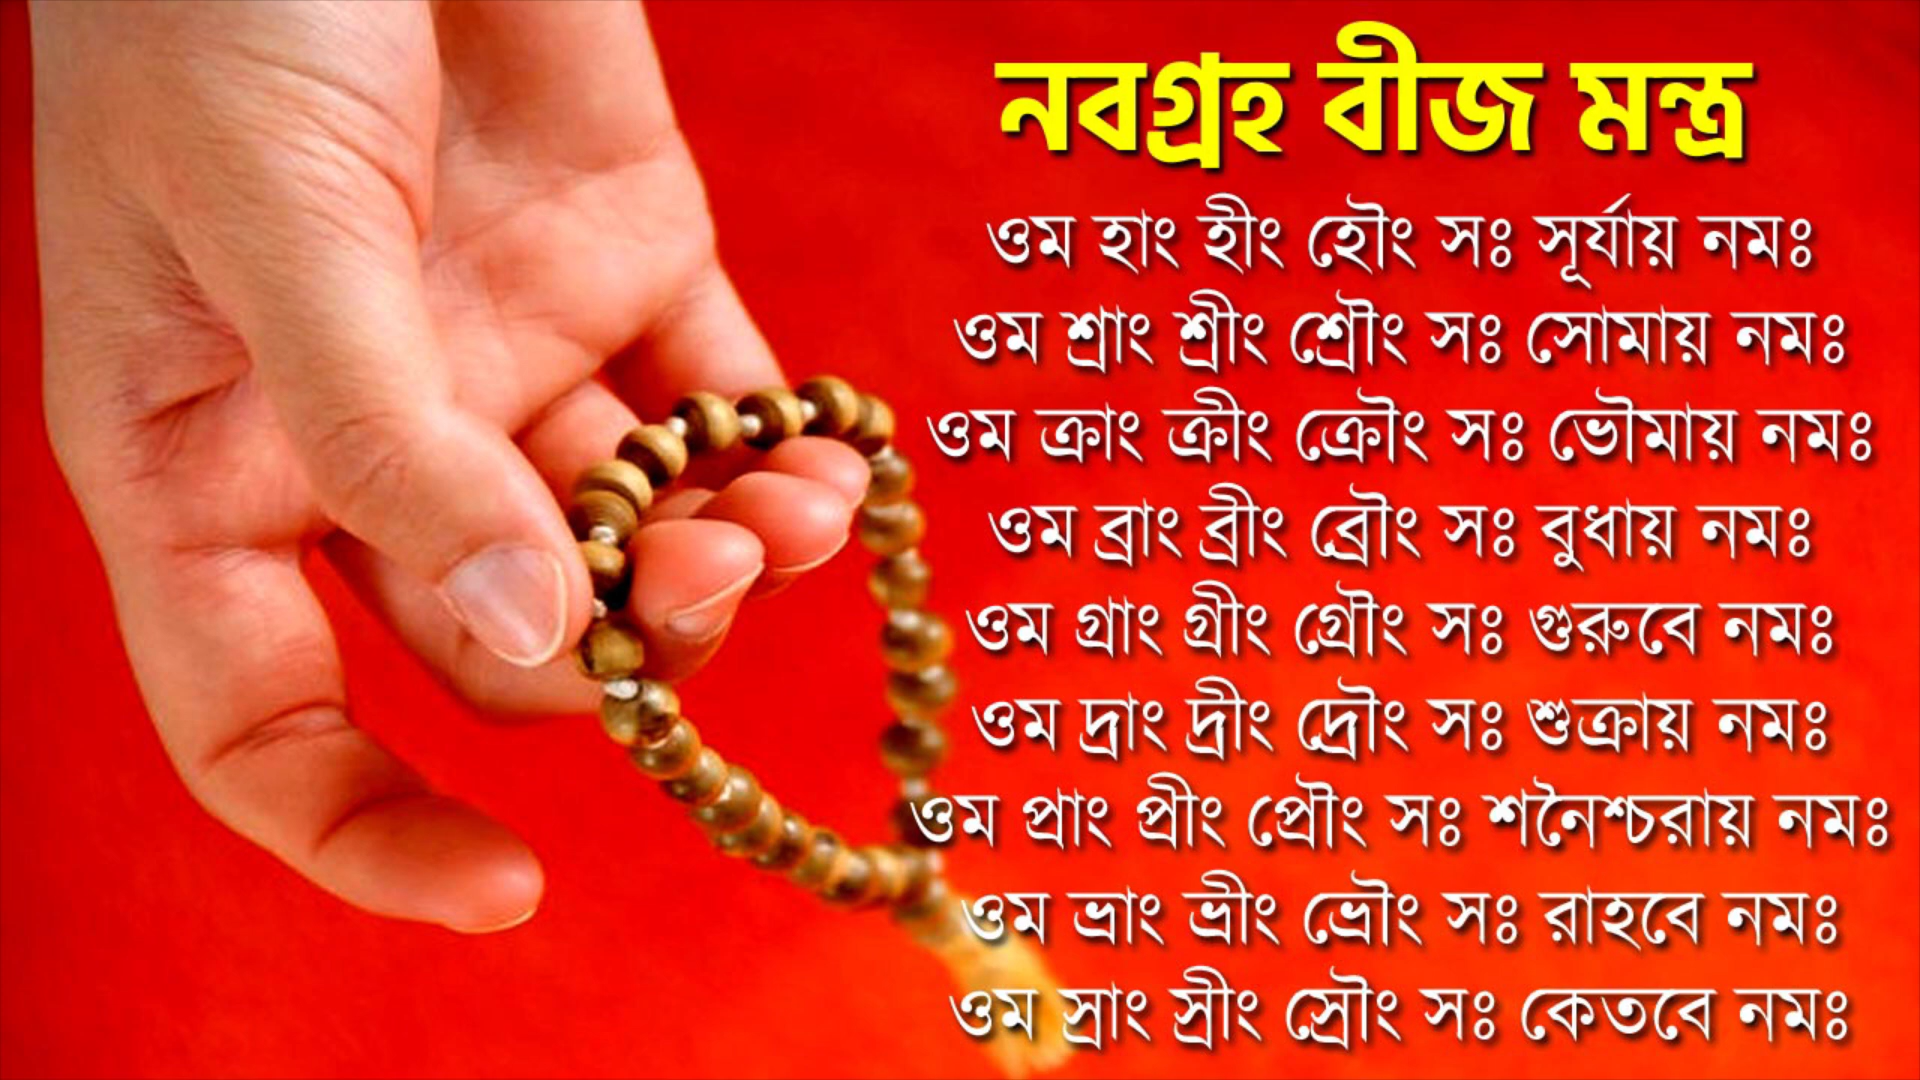 নবগ্রহ বীজ মন্ত্র
ওম হাং হীং হৌং সঃ সূর্যায় নমঃ
ওম শ্রাং শ্রীং শ্রৌং সঃ সোমায় নমঃ
ওম ক্রাং ক্রীং ক্রৌং সঃ ভৌমায় নমঃ
ওম ব্রাং ব্রীং ব্রৌং সঃ বুধায় নমঃ
ওম গ্রাং গ্রীং গ্রৌং সঃ গুরুবে নমঃ
ওম দ্রাং দ্রীং দ্রৌং সঃ শুক্রায় নমঃ
ওম প্রাং প্রীং প্রৌং সঃ শনৈশ্চরায় নমঃ
ওম ভ্রাং ভ্রীং ভ্রৌং সঃ রাহবে নমঃ
ওম স্রাং স্রীং স্রৌং সঃ কেতবে নমঃ